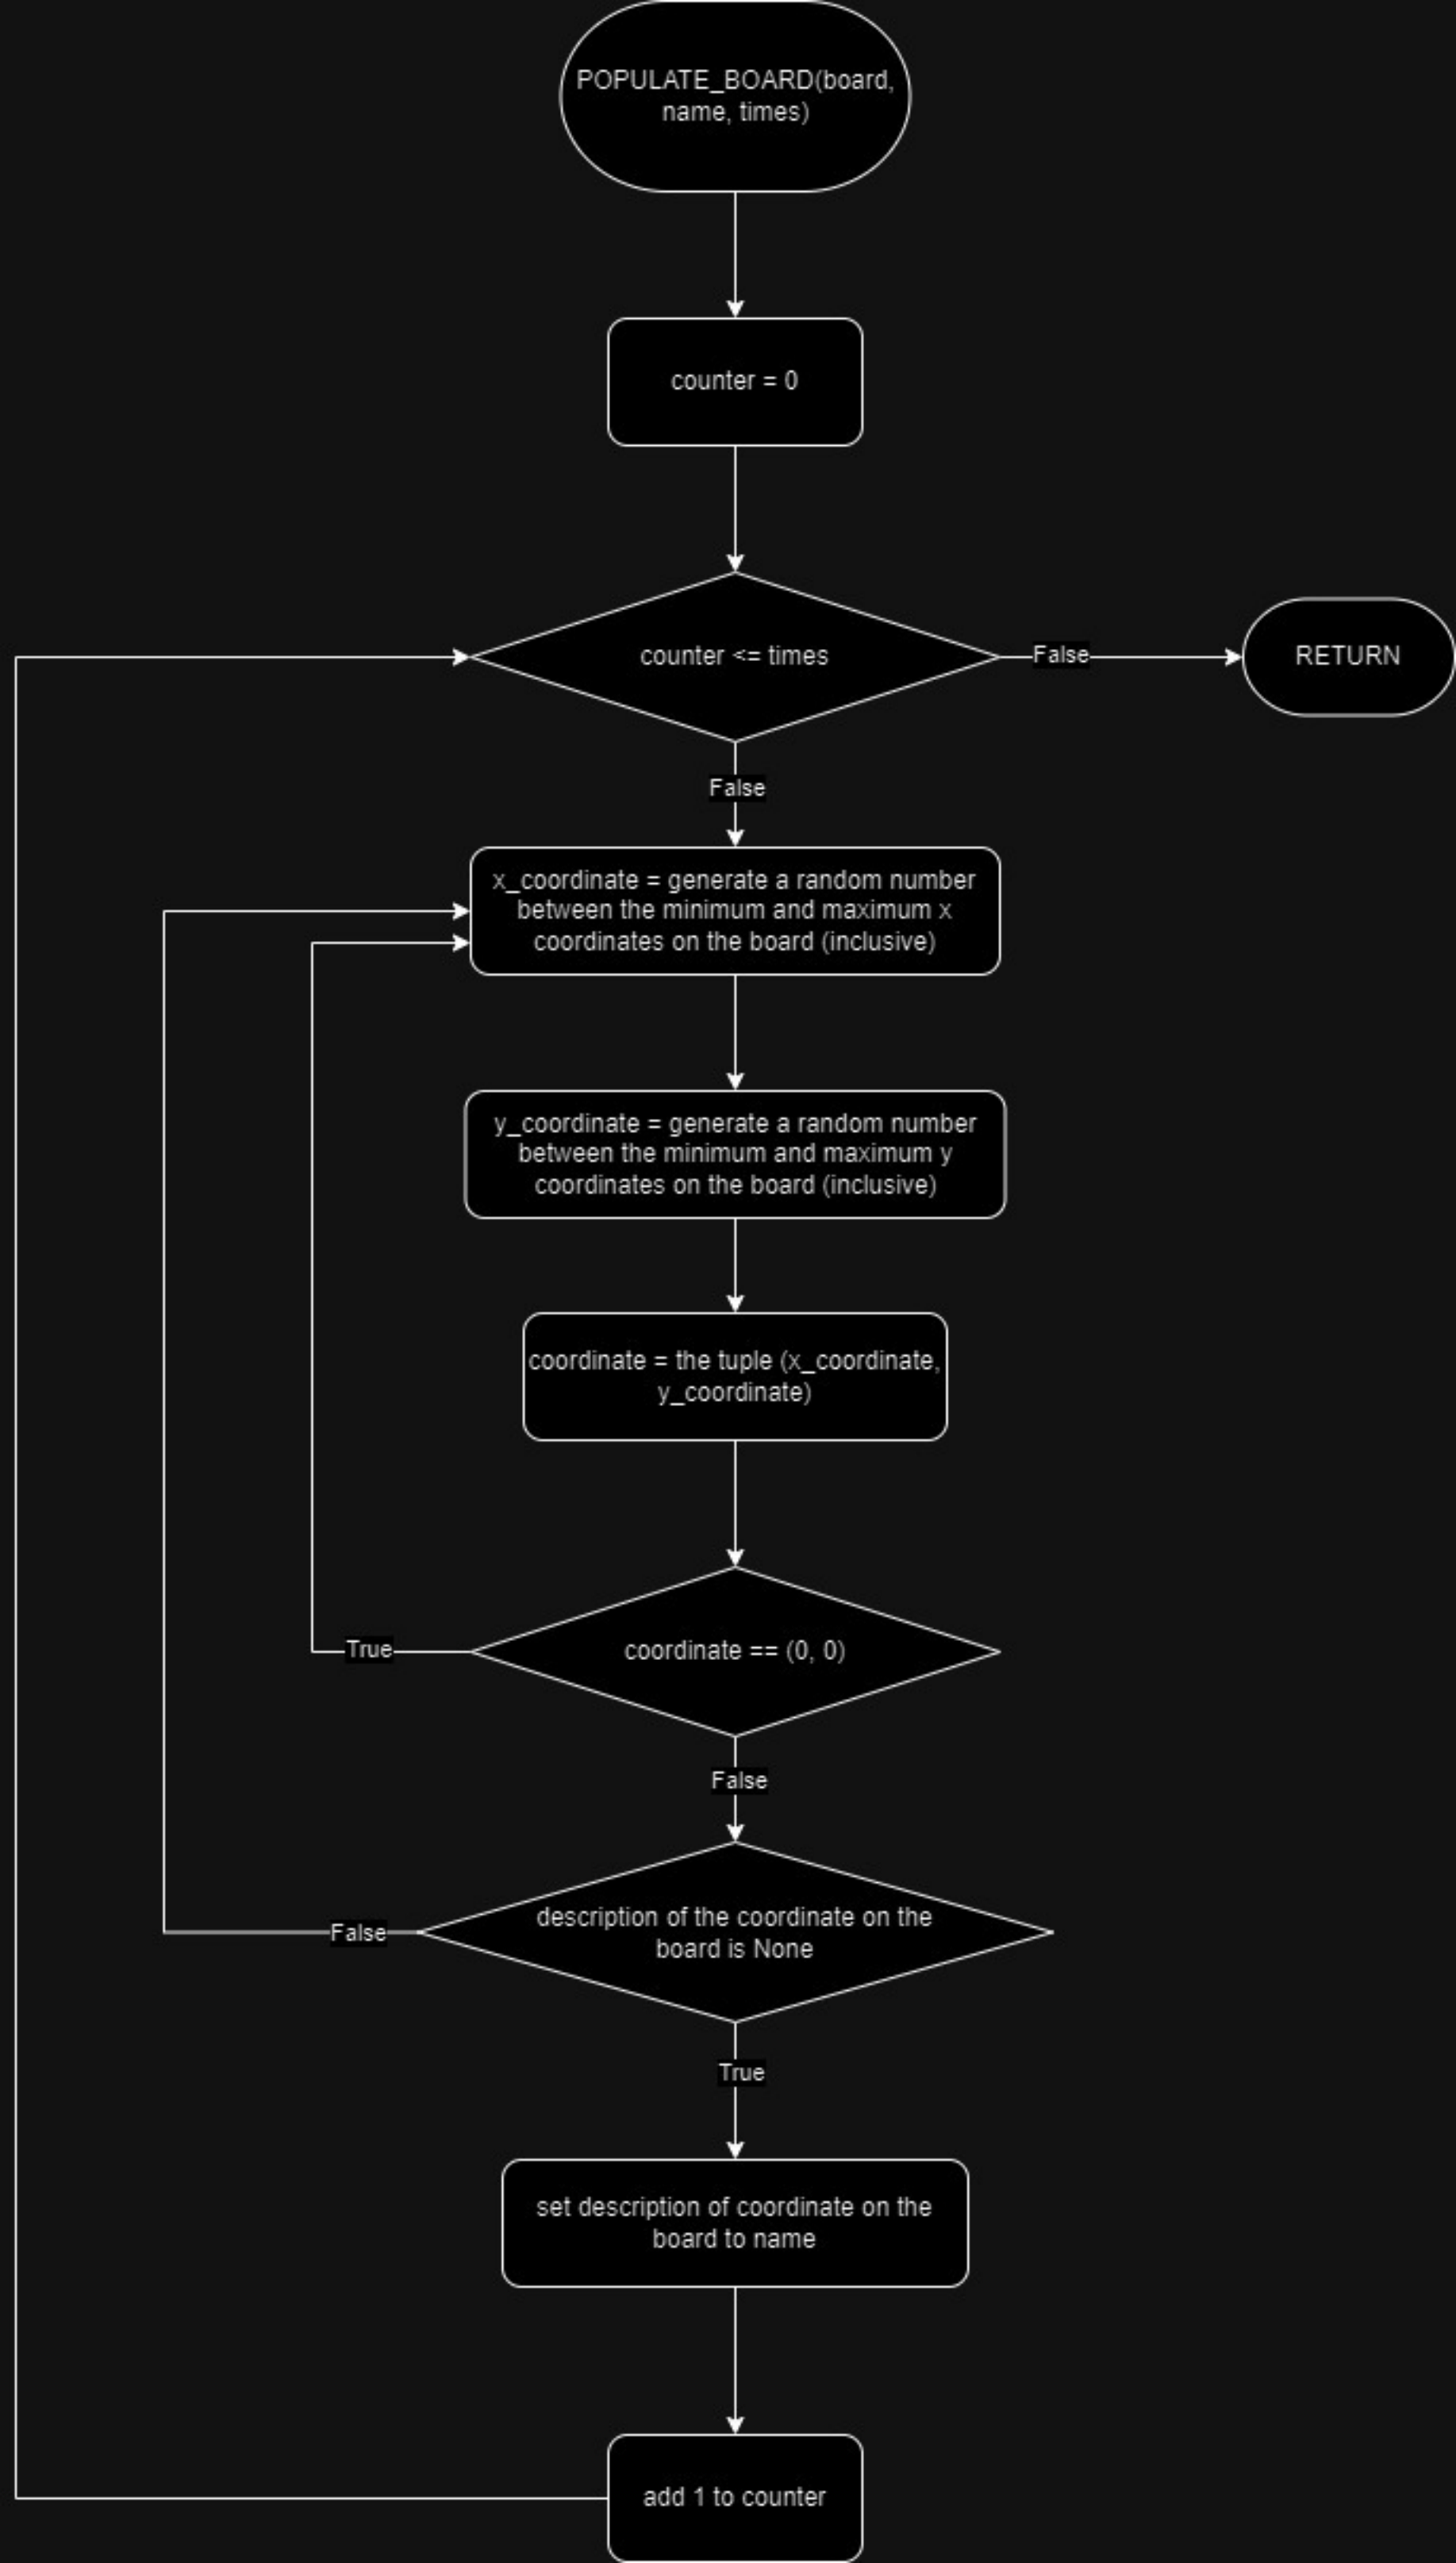 POPULATE_BOARD(board,
name, times)
counter = 0
counter <= times
False
RETURN
False
x_coordinate = generate a random number
between the minimum and maximum x
coordinates on the board (inclusive)
y_coordinate = generate a random number
between the minimum and maximum y
coordinates on the board (inclusive)
coordinate = the tuple (x_coordinate,
y_coordinate)
coordinate == (0, 0)
True
False
description of the coordinate on the
board is None
False
True
set description of coordinate on the
board to name
add 1 to counter